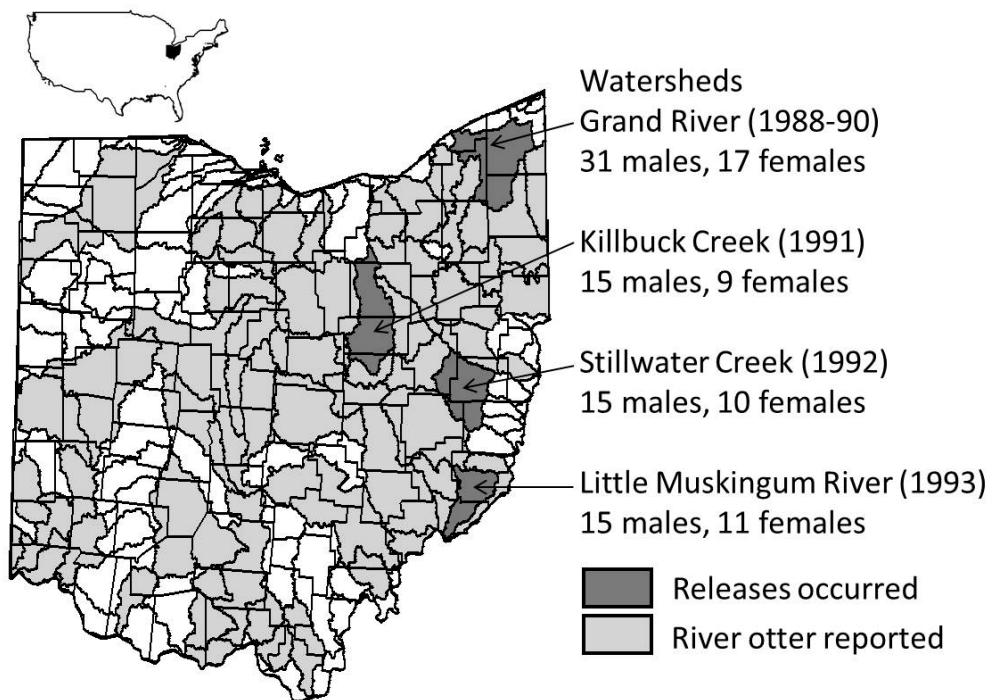 Watersheds
Grand River (1988-90)
31 males, 17 females
Killbuck Creek (1991)
15 males, 9 females
Stillwater Creek (1992)
15 males, 10 females
Little Muskingum River (1993)
15 males, 11 females
Releases occurred
River otter reported